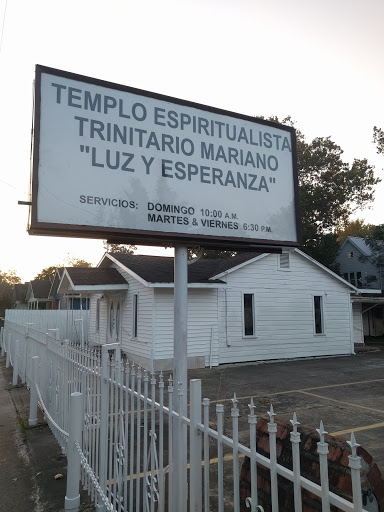 TEMPLO ESPIRITUALISTA
TRINITARIO MARIANO
"LUZ Y ESPERANZA"
SERVICIOS: DOMINGO 10:00 A.M.
MARTES & VIERNES 6:30 P.M.